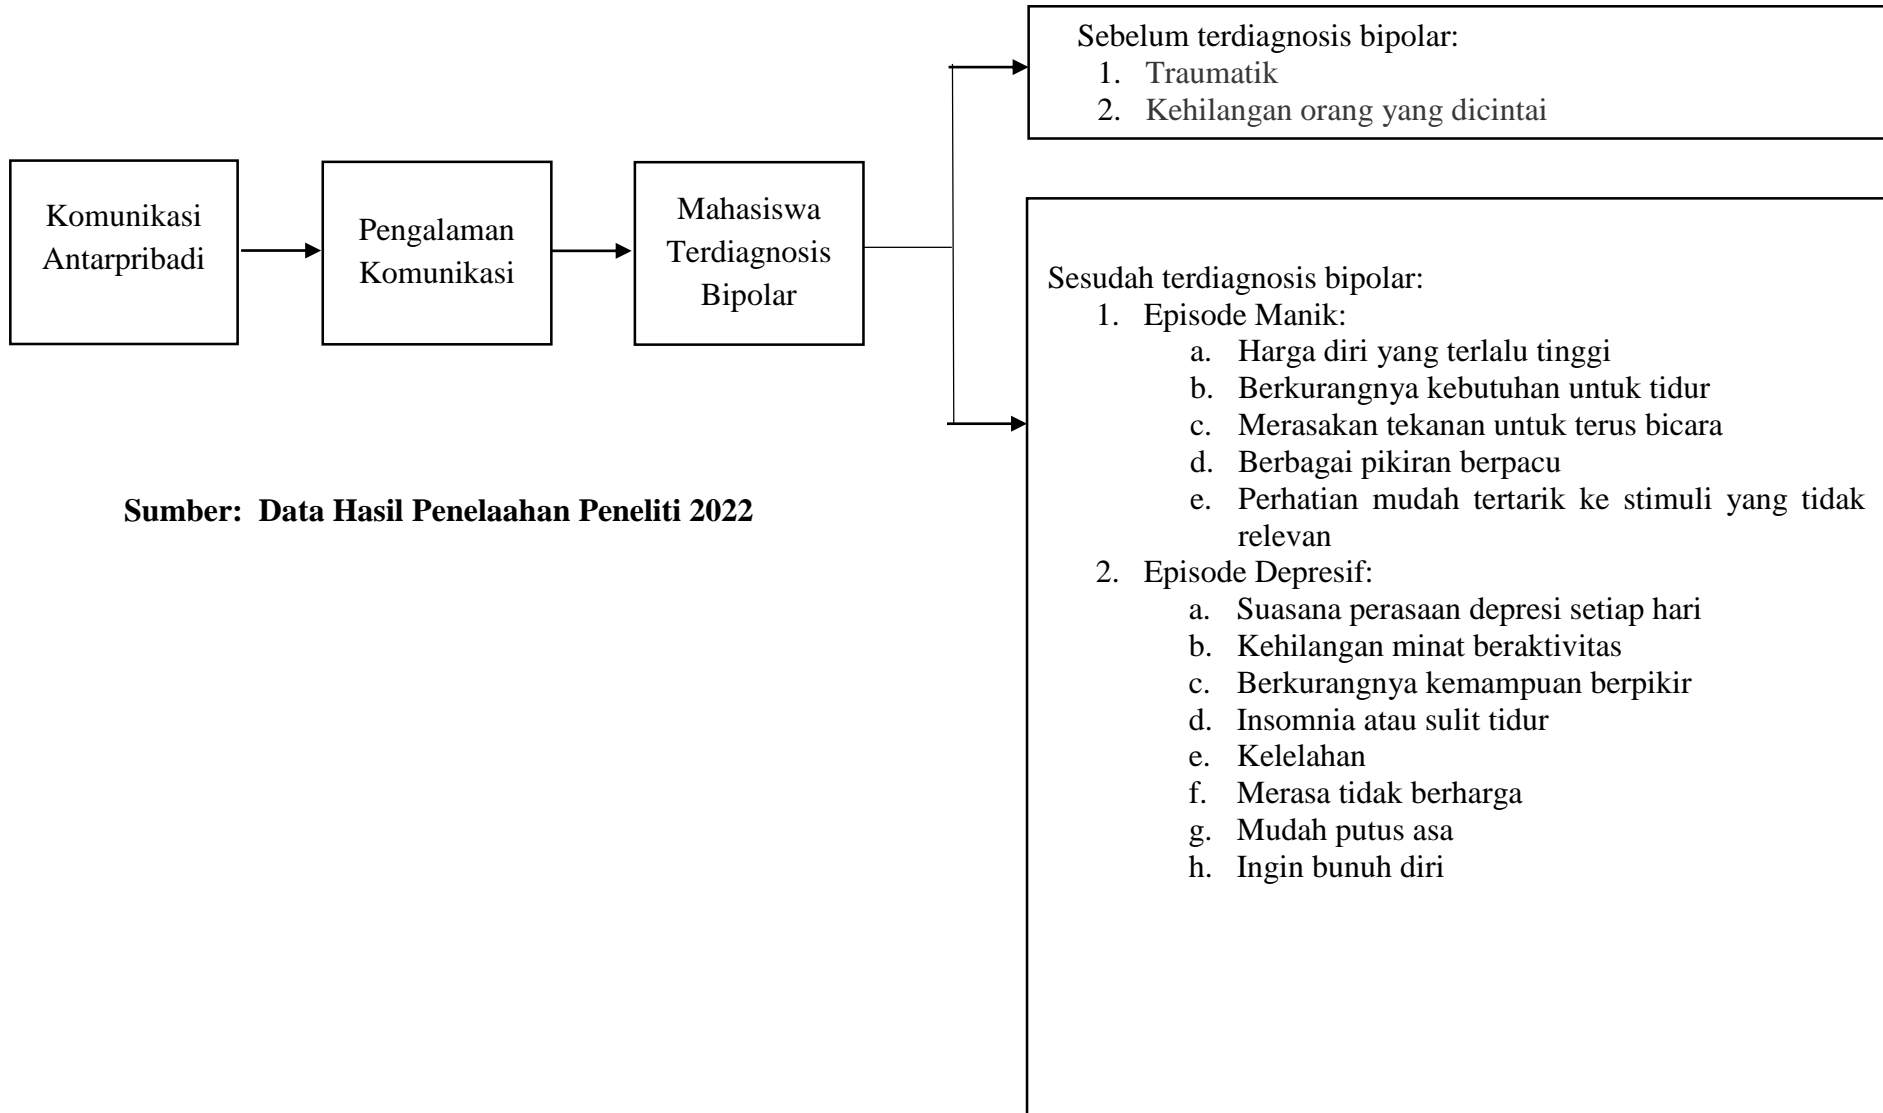 Komunikasi
Antarpribadi
Pengalaman
Komunikasi
Mahasiswa
Terdiagnosis
Bipolar
Sebelum terdiagnosis bipolar:
1. Traumatik
2. Kehilangan orang yang dicintai
Sesudah terdiagnosis bipolar:
1. Episode Manik:
a. Harga diri yang terlalu tinggi
b. Berkurangnya kebutuhan untuk tidur
c. Merasakan tekanan untuk terus bicara
d. Berbagai pikiran berpacu
e. Perhatian mudah tertarik ke stimuli yang tidak
relevan
2. Episode Depresif:
a. Suasana perasaan depresi setiap hari
b. Kehilangan minat beraktivitas
c. Berkurangnya kemampuan berpikir
d. Insomnia atau sulit tidur
e. Kelelahan
f. Merasa tidak berharga
g. Mudah putus asa
h. Ingin bunuh diri
Sumber: Data Hasil Penelaahan Peneliti 2022